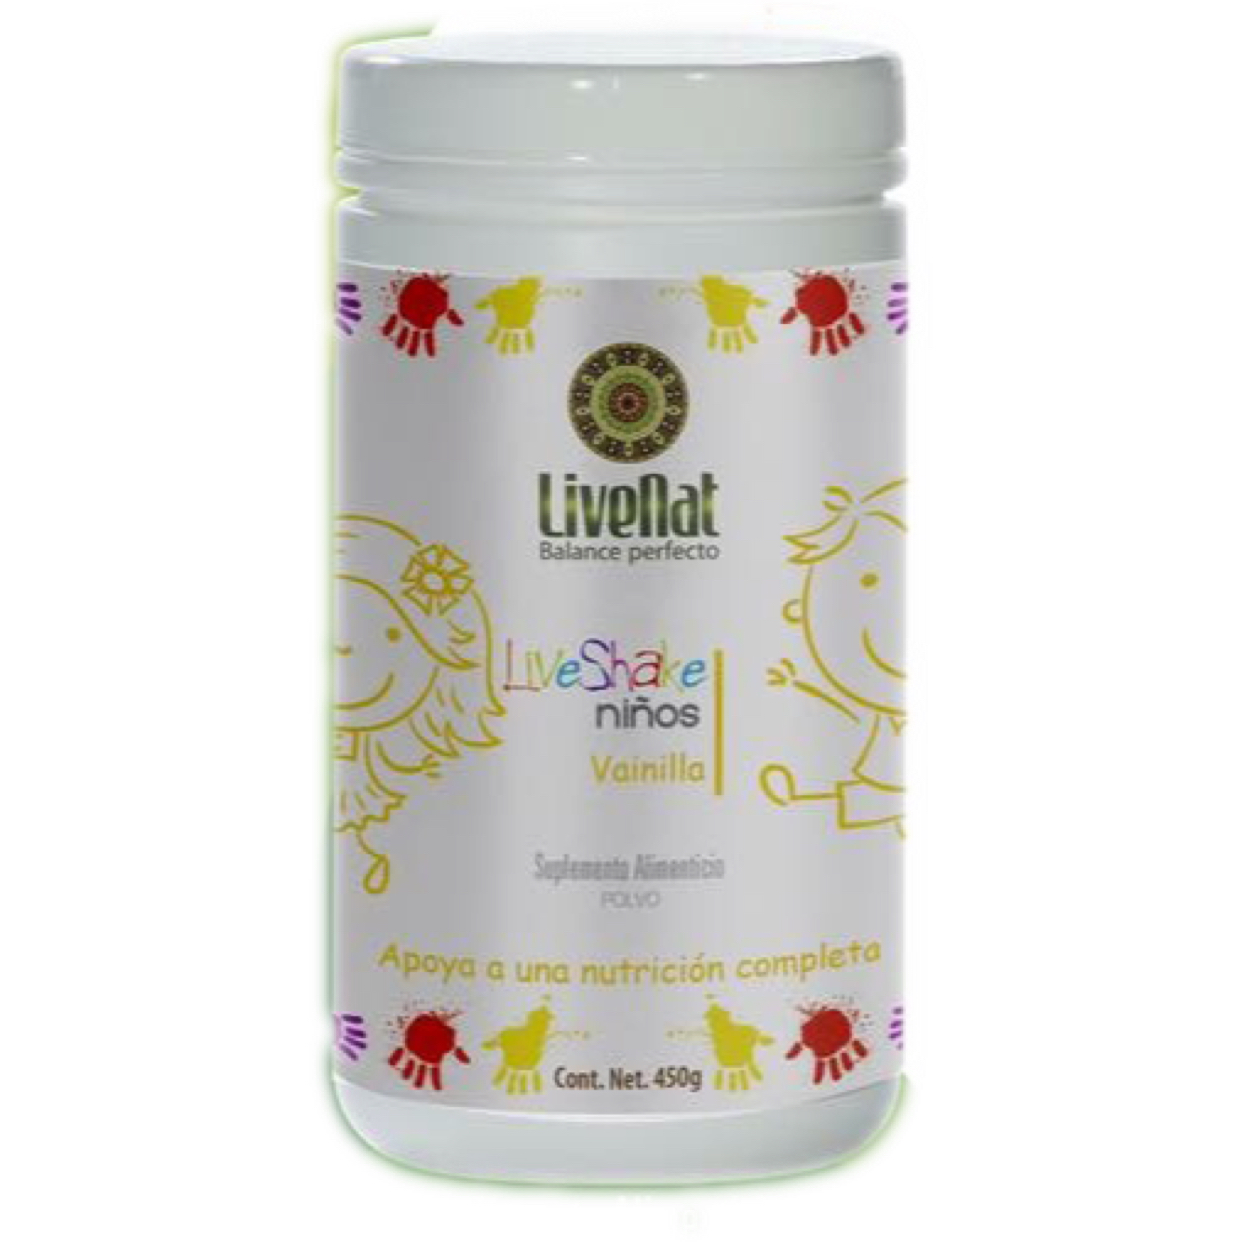 LiveNat
Balance perfecto
LiveShake
niños
Vainilla
Suplemento Alimenticio
POLVO
Apoya a una nutrición completa
Cont. Net. 450g